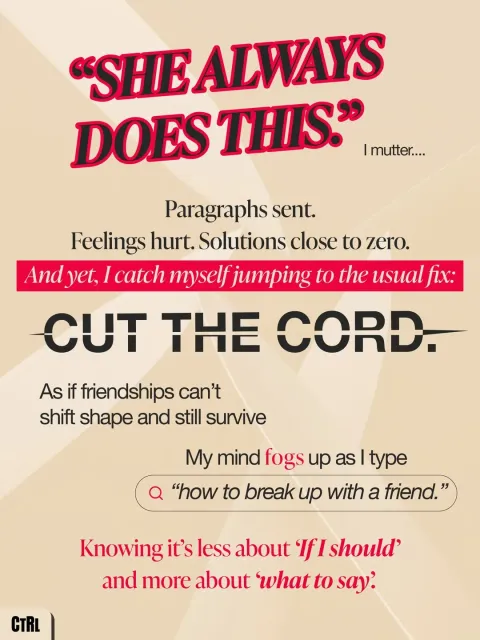 “SHE ALWAYS
DOES THIS.”
I mutter....
Paragraphs sent.
Feelings hurt. Solutions close to zero.
And yet, I catch myself jumping to the usual fix:
CUT THE CORD.
As if friendships can’t
shift shape and still survive
My mind fogs up as I type
“how to break up with a friend.”
Knowing it’s less about ‘If I should’
and more about ‘what to say’.
CTRL